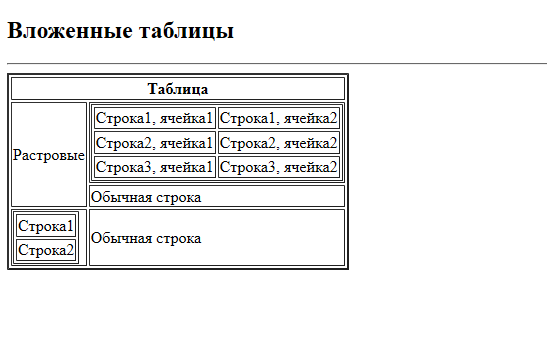 Вложенные таблицы
Таблица
Растровые
Строка1, ячейка1 Строка1, ячейка2
Строка2, ячейка1 Строка2, ячейка2
Строка3, ячейка1 Строка3, ячейка2
Обычная строка
Строка1
Строка2
Обычная строка